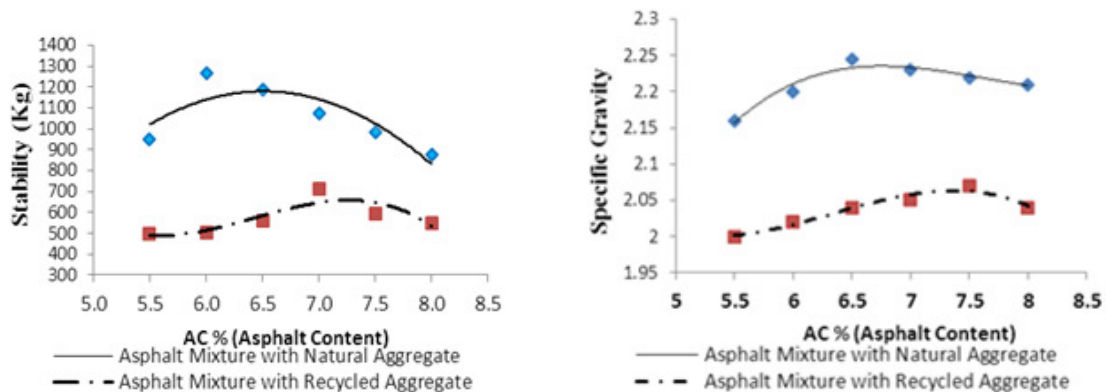 Stability (Kg)
1400
1300
1200
1100
1000
900
800
700
600
500
400
300
5.0 5.5 6.0 6.5 7.0 7.5 8.0 8.5
AC % (Asphalt Content)
Asphalt Mixture with Natural Aggregate
Asphalt Mixture with Recycled Aggregate
Specific Gravity
2.3
2.25
2.2
2.15
2.1
2.05
2
1.95
5 5.5 6 6.5 7 7.5 8 8.5
AC % (Asphalt Content)
Asphalt Mixture with Natural Aggregate
Asphalt Mixture with Recycled Aggregate